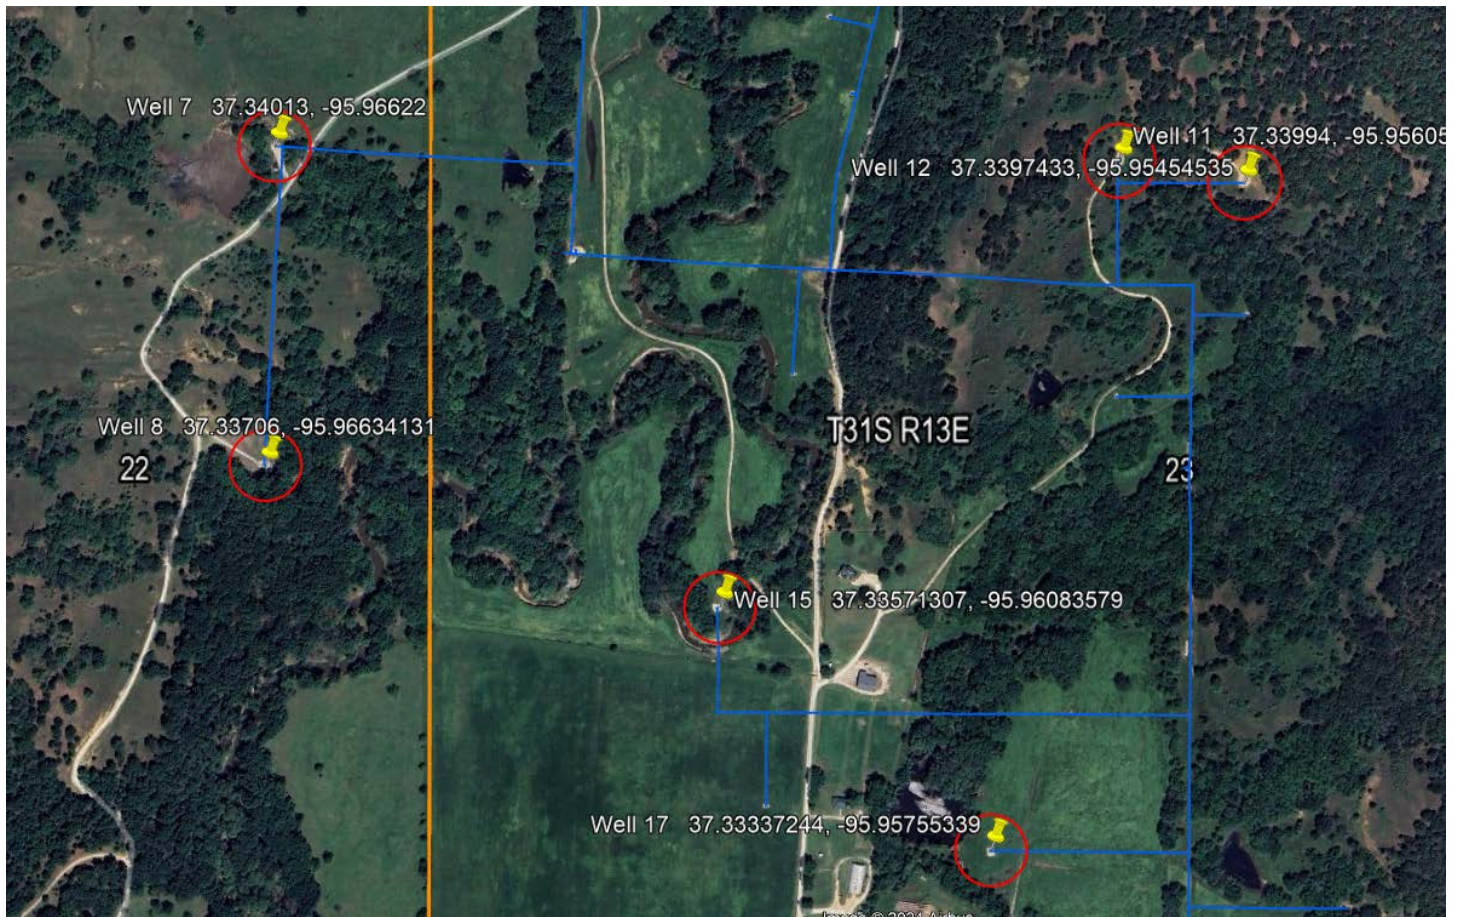 Well 7 37.34013, -95.96622
Well 11 37.33994, -95.95605
Well 12 37.3397433, -95.95454535
Well 8 37.33706, -95.96634131
T31S R13E
22
23
Well 15 37.33571307, -95.96083579
Well 17 37.33337244, -95.95755339